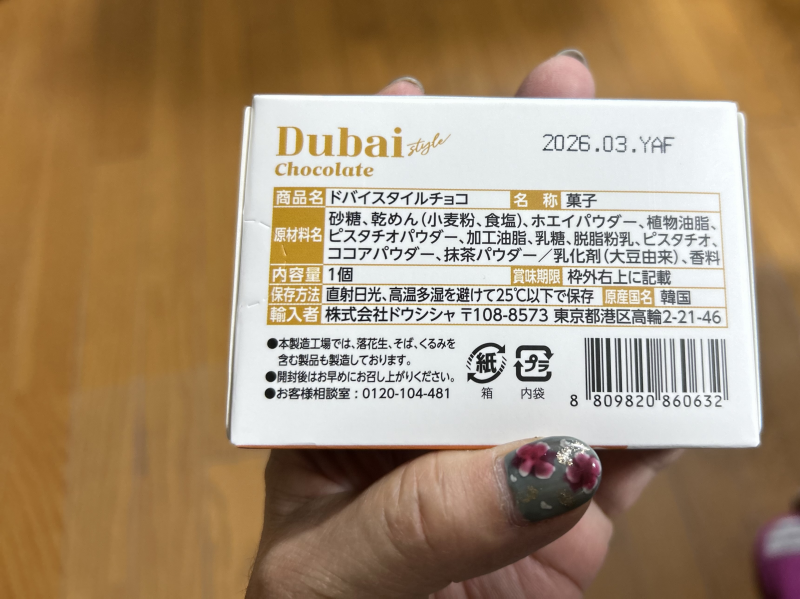 Dubai style
Chocolate
2026.03.YAF
商品名 ドバイスタイルチョコ 名 称 菓子
原材料名 砂糖、乾めん(小麦粉、食塩)、ホエイパウダー、植物油脂、
ピスタチオパウダー、加工油脂、乳糖、脱脂粉乳、ピスタチオ、
ココアパウダー、抹茶パウダー/乳化剤(大豆由来)、香料
内容量 1個 賞味期限 枠外右上に記載
保存方法 直射日光、高温多湿を避けて25℃以下で保存 原産国名 韓国
輸入者 株式会社ドウシシャ 〒108-8573 東京都港区高輪2-21-46
●本製造工場では、落花生、そば、くるみを
含む製品も製造しております。
●開封後はお早めにお召し上がりください。
●お客様相談室:0120-104-481
紙
箱
プラ
内袋
8 809820 860632